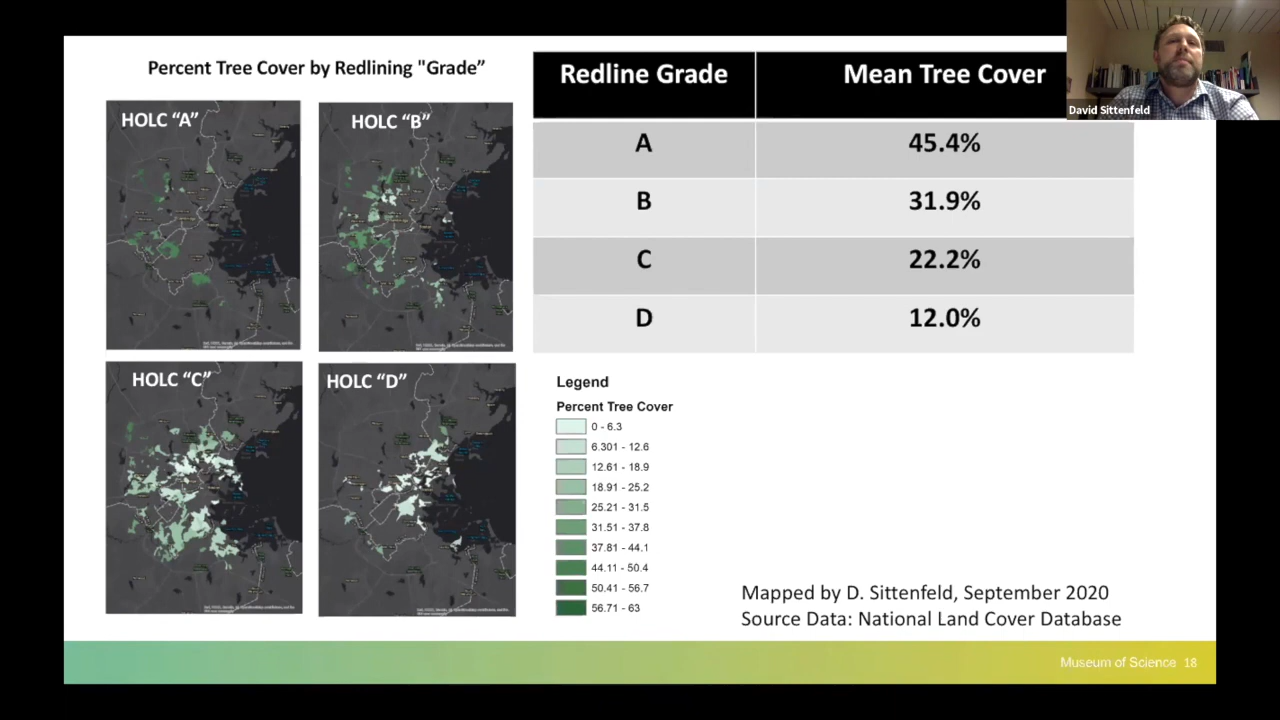 Percent Tree Cover by Redlining "Grade”
HOLC “A”
HOLC “B”
HOLC “C”
HOLC “D”
Redline Grade
Mean Tree Cover
A
45.4%
B
31.9%
C
22.2%
D
12.0%
David Sittenfeld
Legend
Percent Tree Cover
0 - 6.3
6.301 - 12.6
12.61 - 18.9
18.91 - 25.2
25.21 - 31.5
31.51 - 37.8
37.81 - 44.1
44.11 - 50.4
50.41 - 56.7
56.71 - 63
Mapped by D. Sittenfeld, September 2020
Source Data: National Land Cover Database
Museum of Science 18